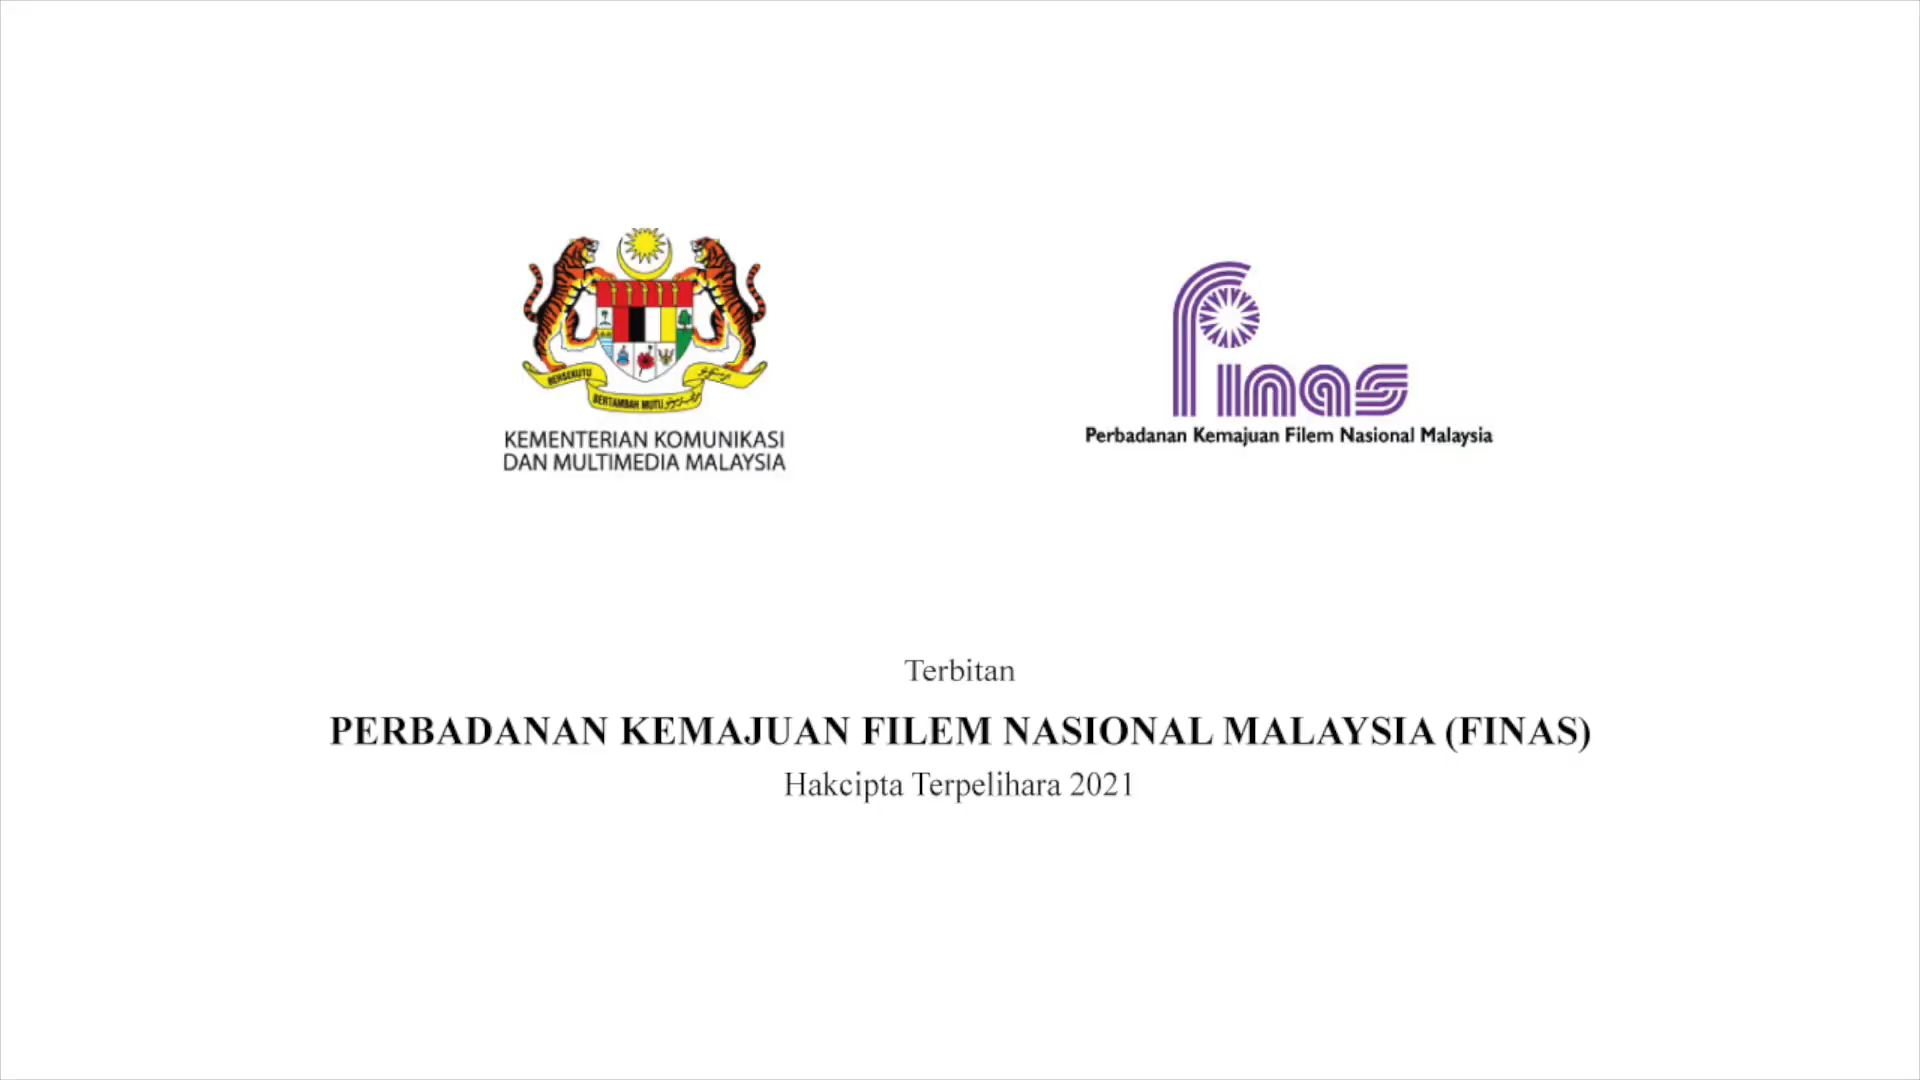 BERSEKUTU
BERTAMBAH MUTU
KEMENTERIAN KOMUNIKASI
DAN MULTIMEDIA MALAYSIA
Finas
Perbadanan Kemajuan Filem Nasional Malaysia
Terbitan
PERBADANAN KEMAJUAN FILEM NASIONAL MALAYSIA (FINAS)
Hakcipta Terpelihara 2021